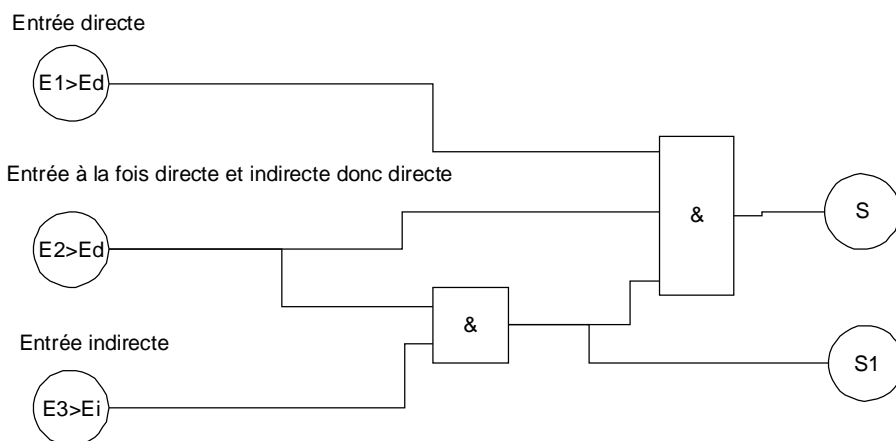 Entrée directe
E1>Ed
Entrée à la fois directe et indirecte donc directe
&
S
E2>Ed
&
Entrée indirecte
S1
E3>Ei